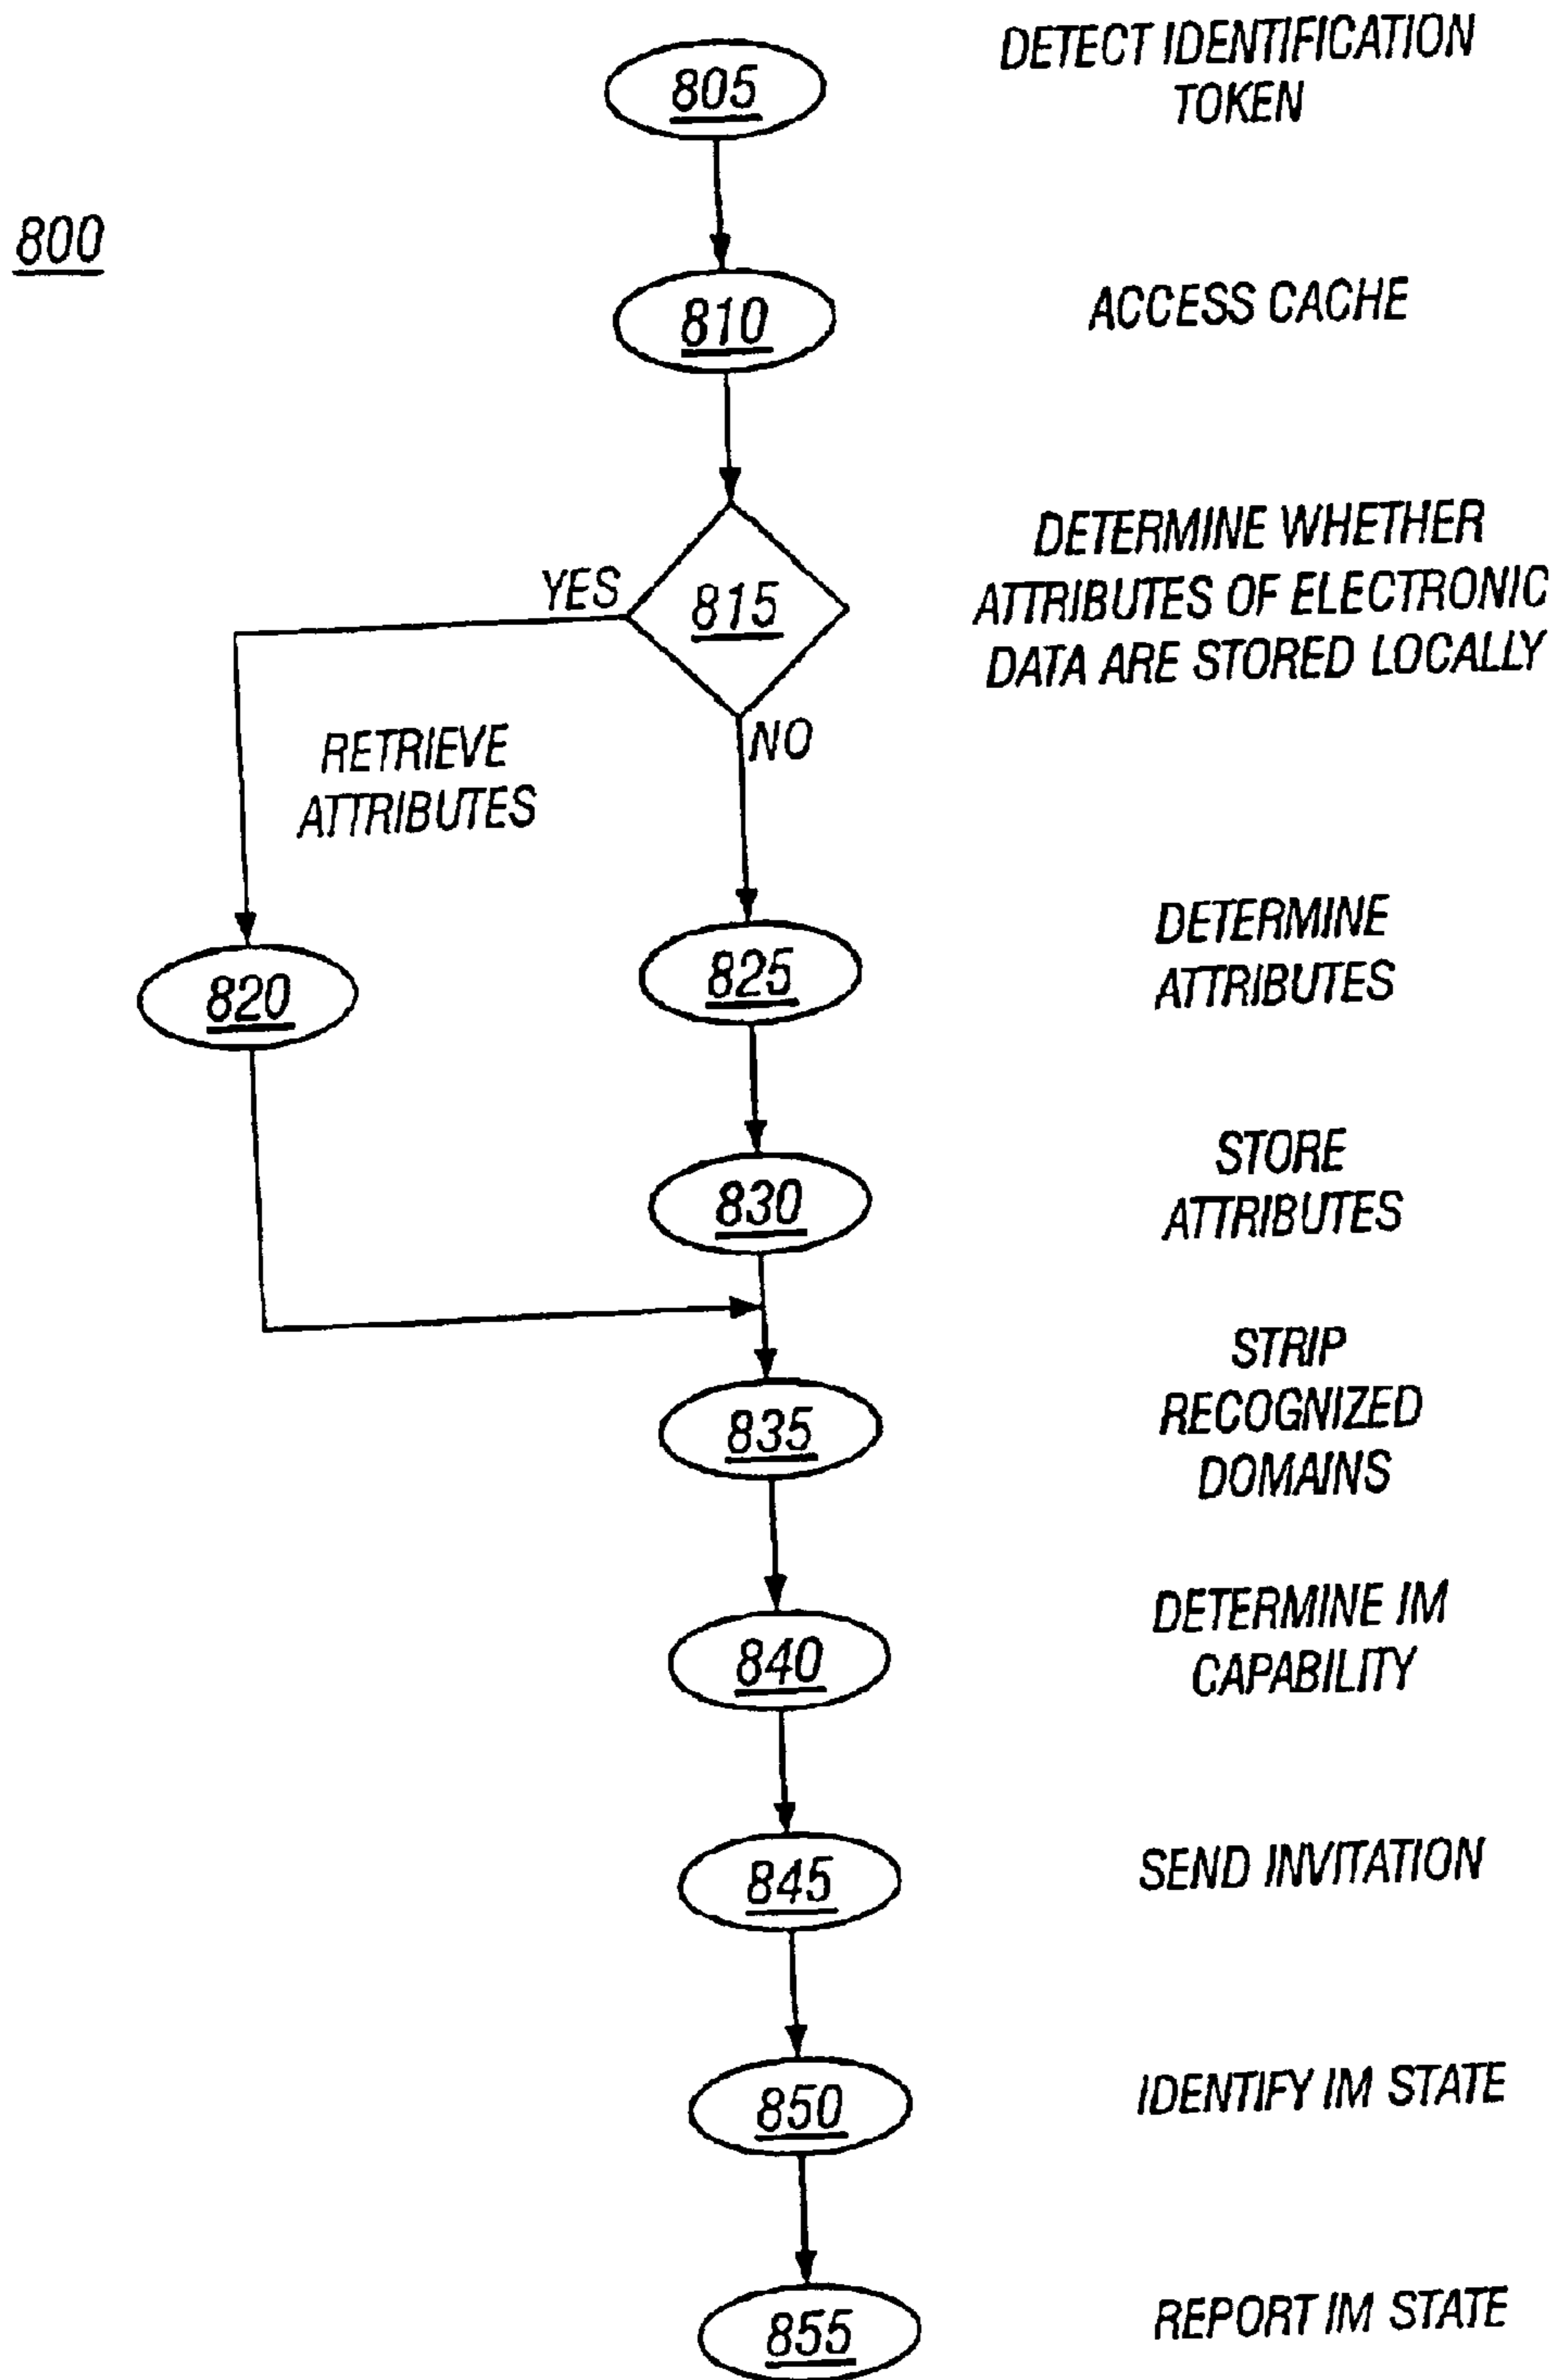 DETECT IDENTIFICATION
TOKEN
805
800
810
ACCESS CACHE
DETERMINE WHETHER
ATTRIBUTES OF ELECTRONIC
DATA ARE STORED LOCALLY
YES
815
NO
RETRIEVE
ATTRIBUTES
820
825
DETERMINE
ATTRIBUTES
830
STORE
ATTRIBUTES
835
STRIP
RECOGNIZED
DOMAINS
840
DETERMINE IM
CAPABILITY
845
SEND INVITATION
850
IDENTIFY IM STATE
855
REPORT IM STATE